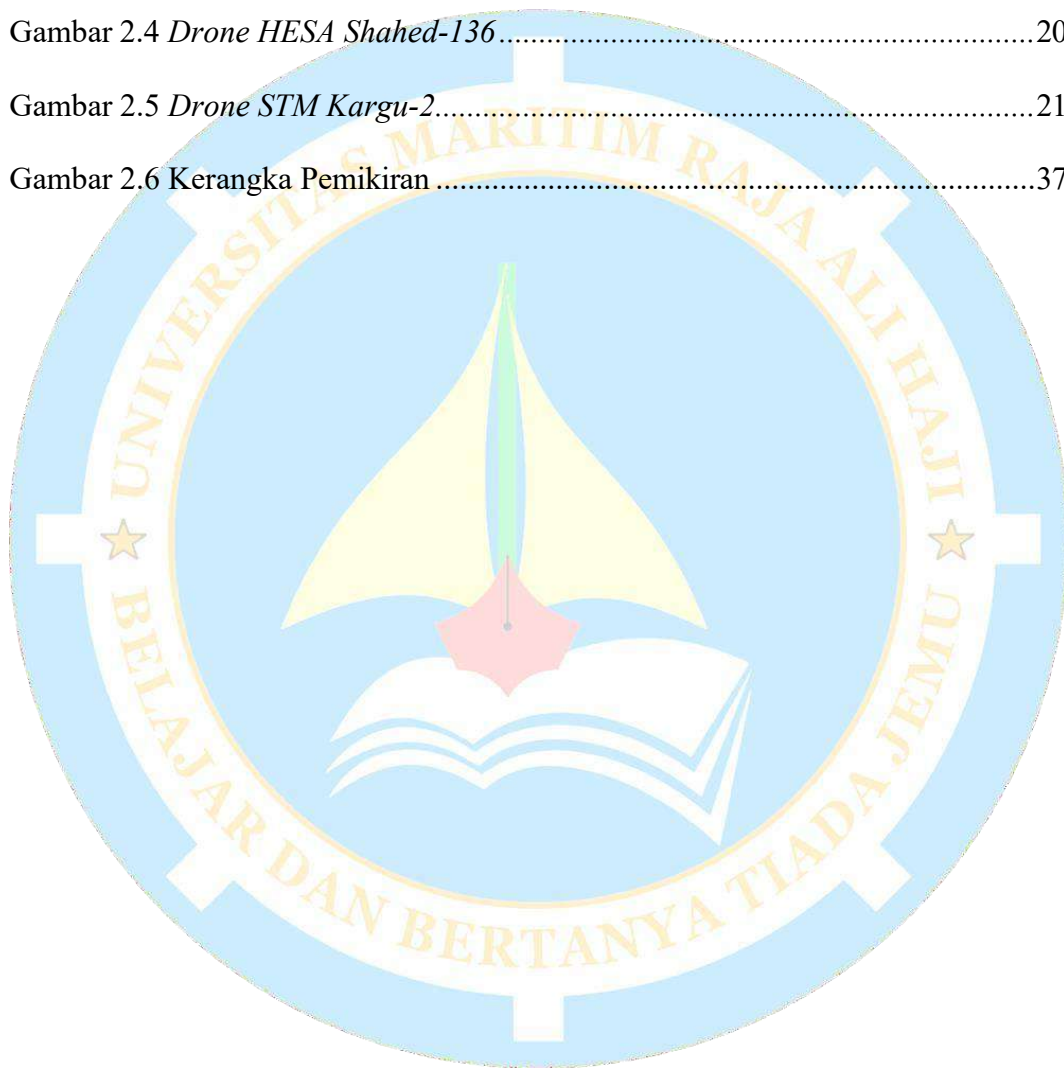 Gambar 2.4 Drone HESA Shahed-136..........................................................................20
Gambar 2.5 Drone STM Kargu-2...................................................................................21
Gambar 2.6 Kerangka Pemikiran ...................................................................................37
UNIVERSITAS MARITIM RAJA ALI HAJI
BELAJAR DAN BERTANYA TIADA JEMU